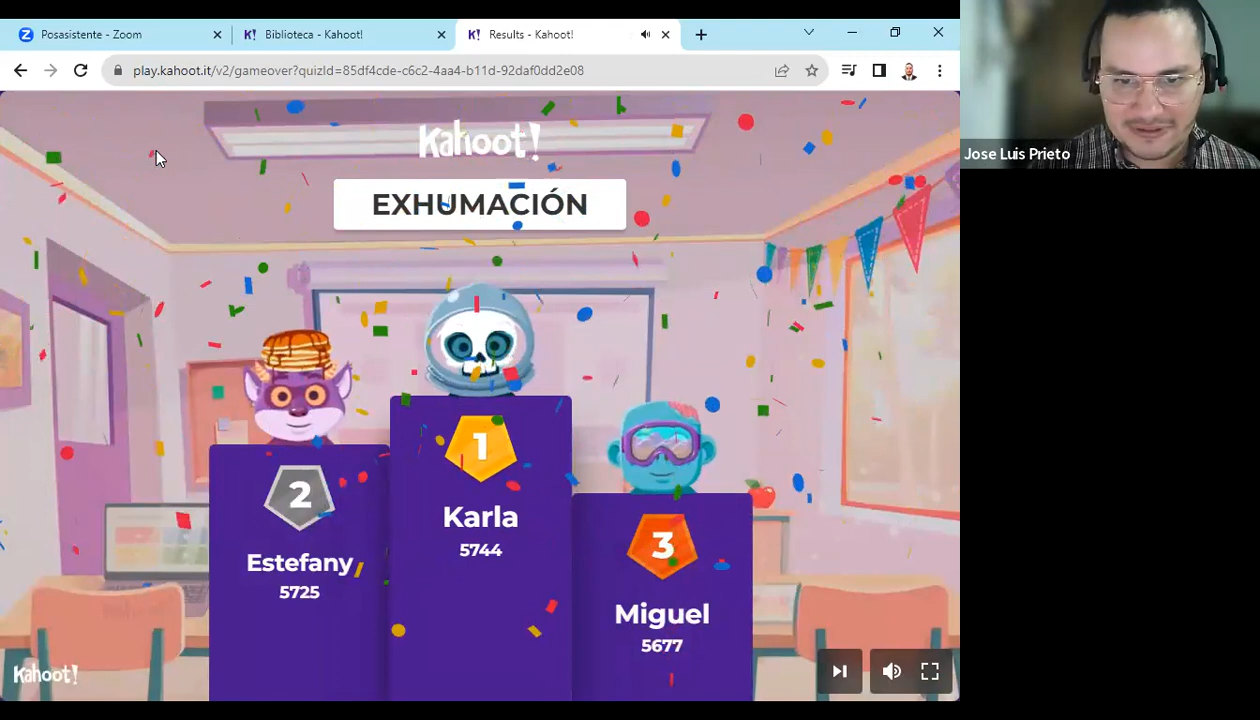 Posasistente - Zoom
Biblioteca - Kahoot!
Results - Kahoot!
play.kahoot.it/v2/gameover?quizId=85df4cde-c6c2-4aa4-b11d-92daf0dd2e08
Jose Luis Prieto
Kahoot!
EXHUMACIÓN
1
Karla
5744
2
Estefany
5725
3
Miguel
5677
Kahoot!